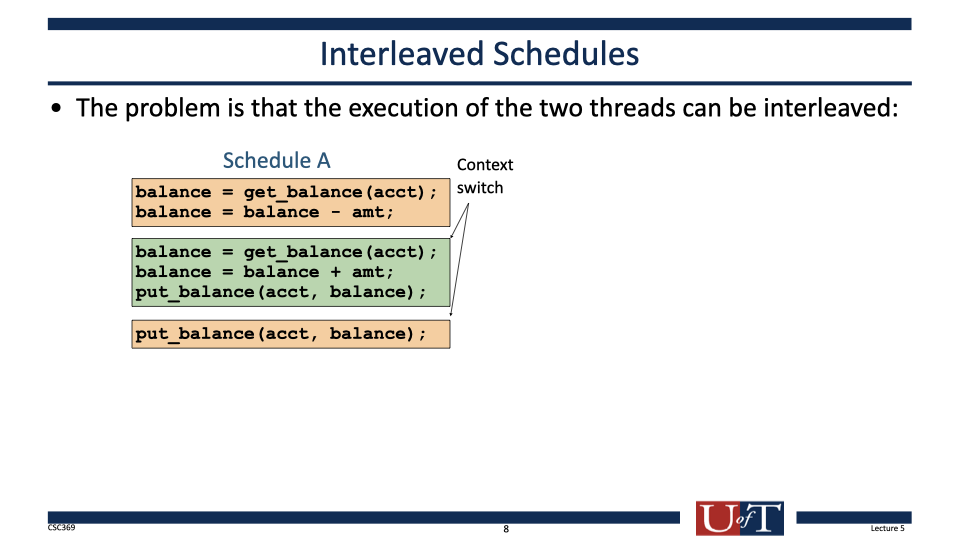 Interleaved Schedules
• The problem is that the execution of the two threads can be interleaved:
Schedule A
Context
switch
balance = get_balance(acct);
balance = balance - amt;
balance = get_balance(acct);
balance = balance + amt;
put_balance(acct, balance);
put_balance(acct, balance);
CSC369
8
U of T
Lecture 5